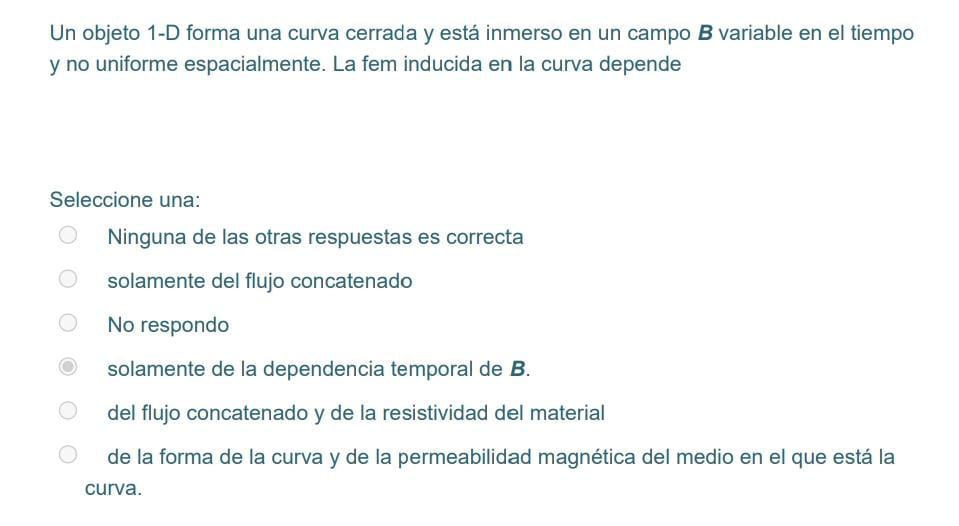 Un objeto 1-D forma una curva cerrada y está inmerso en un campo B variable en el tiempo
y no uniforme espacialmente. La fem inducida en la curva depende
Seleccione una:
Ninguna de las otras respuestas es correcta
solamente del flujo concatenado
No respondo
solamente de la dependencia temporal de B.
del flujo concatenado y de la resistividad del material
de la forma de la curva y de la permeabilidad magnética del medio en el que está la
curva.